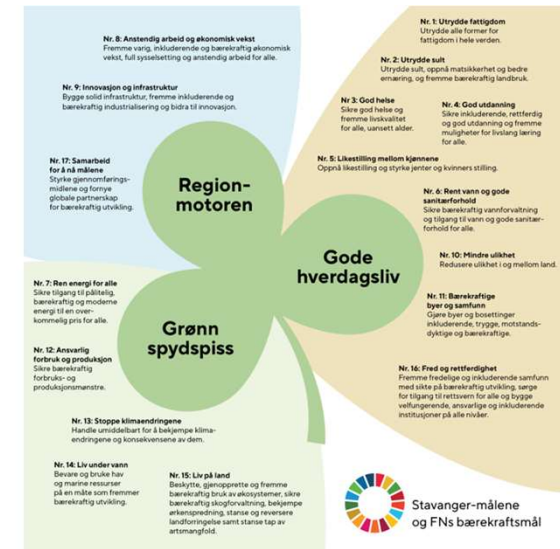 Nr. 8: Anstendig arbeid og økonomisk vekst
Fremme varig, inkluderende og bærekraftig økonomisk
vekst, full sysselsetting og anstendig arbeid for alle.
Nr. 9: Innovasjon og infrastruktur
Bygge solid infrastruktur, fremme inkluderende og
bærekraftig industrialisering og bidra til innovasjon.
Nr. 17: Samarbeid
for å nå målene
Styrke gjennomførings-
midlene og fornye
globale partnerskap
for bærekraftig utvikling.
Region-
motoren
Nr. 1: Utrydde fattigdom
Utrydde alle former for
fattigdom i hele verden.
Nr. 2: Utrydde sult
Utrydde sult, oppnå matsikkerhet og bedre
ernæring, og fremme bærekraftig landbruk.
Nr 3: God helse
Sikre god helse og
fremme livskvalitet
for alle, uansett alder.
Nr. 4: God utdanning
Sikre inkluderende, rettferdig
og god utdanning og fremme
muligheter for livslang læring
for alle.
Nr. 5: Likestilling mellom kjønnene
Oppnå likestilling og styrke jenter og kvinners stilling.
Nr. 6: Rent vann og gode
sanitærforhold
Sikre bærekraftig vannforvaltning
og tilgang til vann og gode sanitær-
forhold for alle.
Gode
hverdagsliv
Nr. 10: Mindre ulikhet
Redusere ulikhet i og mellom land.
Nr. 11: Bærekraftige
byer og samfunn
Gjøre byer og bosettinger
inkluderende, trygge, motstands-
dyktige og bærekraftige.
Nr. 16: Fred og rettferdighet
Fremme fredelige og inkluderende samfunn
med sikte på bærekraftig utvikling, sørge
for tilgang til rettsvern for alle og bygge
velfungerende, ansvarlige og inkluderende
institusjoner på alle nivåer.
Nr. 7: Ren energi for alle
Sikre tilgang til pålitelig,
bærekraftig og moderne
energi til en over-
kommelig pris for alle.
Grønn
spydspiss
Nr. 12: Ansvarlig
forbruk og produksjon
Sikre bærekraftig
forbruks- og
produksjonsmønstre.
Nr. 13: Stoppe klimaendringene
Handle umiddelbart for å bekjempe klima-
endringene og konsekvensene av dem.
Nr. 14: Liv under vann
Bevare og bruke hav
og marine ressurser
på en måte som fremmer
bærekraftig utvikling.
Nr. 15: Liv på land
Beskytte, gjenopprette og fremme
bærekraftig bruk av økosystemer, sikre
bærekraftig skogforvaltning, bekjempe
ørkenspredning, stanse og reversere
landforringelse samt stanse tap av
artsmangfold.
Stavanger-målene
og FNs bærekraftsmål